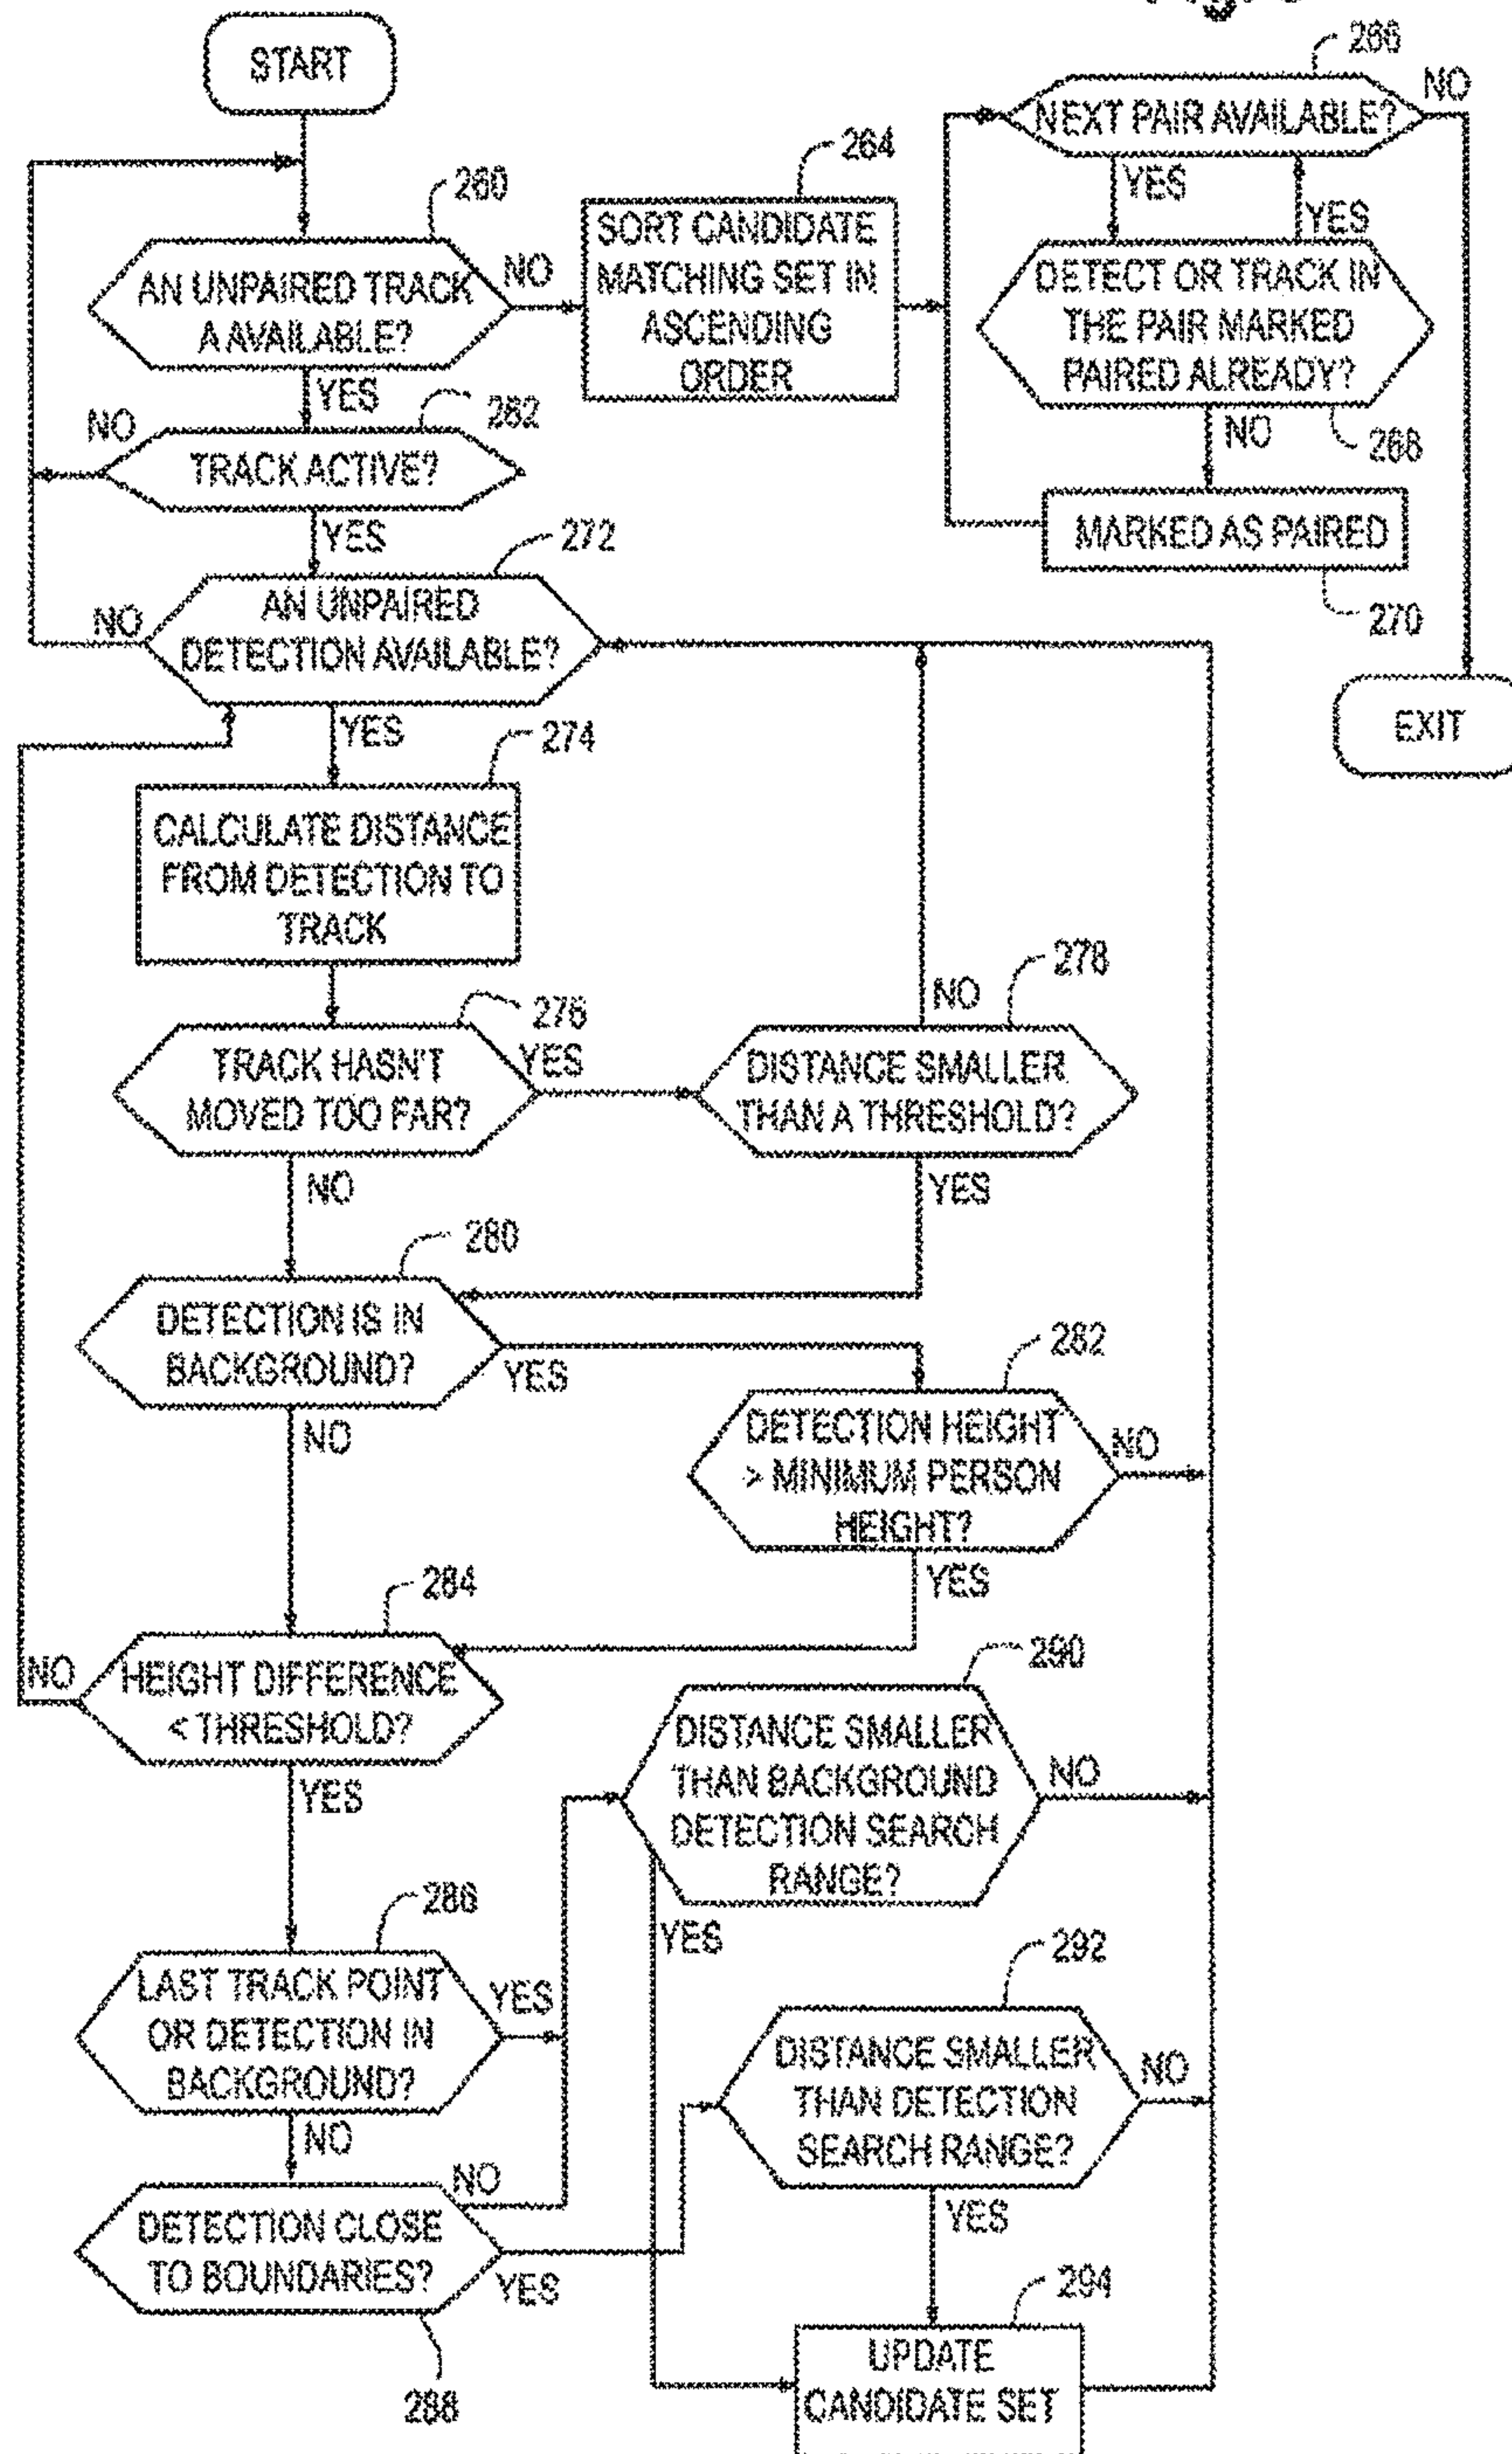 START
260
AN UNPAIRED TRACK
A AVAILABLE?
NO
YES
264
SORT CANDIDATE
MATCHING SET IN
ASCENDING
ORDER
266
NEXT PAIR AVAILABLE?
NO
YES
YES
DETECT OR TRACK IN
THE PAIR MARKED
PAIRED ALREADY?
NO
268
MARKED AS PAIRED
270
EXIT
262
NO
TRACK ACTIVE?
YES
272
AN UNPAIRED
DETECTION AVAILABLE?
NO
YES
274
CALCULATE DISTANCE
FROM DETECTION TO
TRACK
276
TRACK HASN'T
MOVED TOO FAR?
YES
NO
278
NO
DISTANCE SMALLER
THAN A THRESHOLD?
YES
280
DETECTION IS IN
BACKGROUND?
YES
NO
282
DETECTION HEIGHT
> MINIMUM PERSON
HEIGHT?
NO
YES
284
NO
HEIGHT DIFFERENCE
< THRESHOLD?
YES
290
DISTANCE SMALLER
THAN BACKGROUND
DETECTION SEARCH
RANGE?
NO
YES
286
LAST TRACK POINT
OR DETECTION IN
BACKGROUND?
YES
NO
292
DISTANCE SMALLER
THAN DETECTION
SEARCH RANGE?
NO
YES
NO
DETECTION CLOSE
TO BOUNDARIES?
YES
288
294
UPDATE
CANDIDATE SET